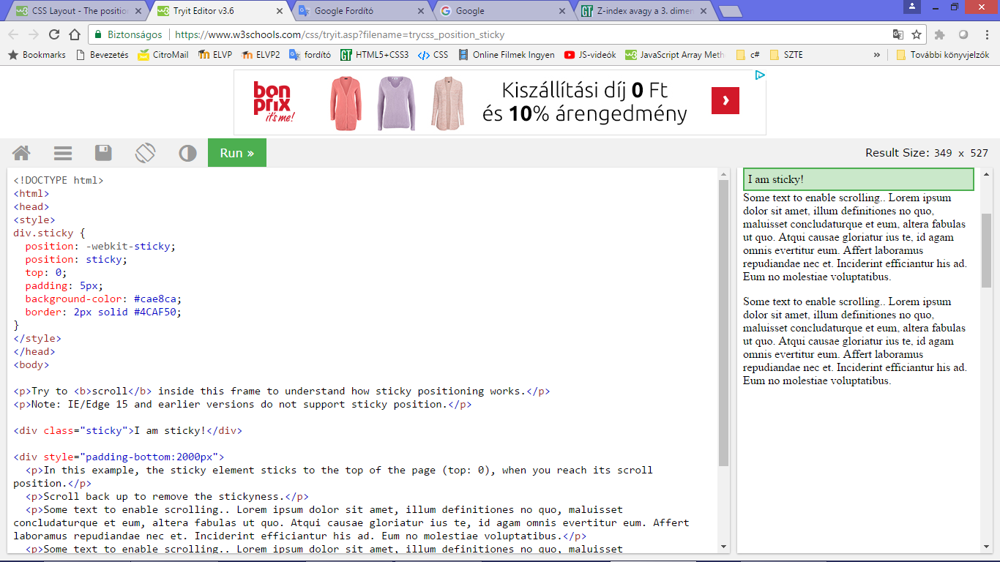 CSS Layout - The positio
Tryit Editor v3.6
Google Fordító
Google
Z-index avagy a 3. dimen
Biztonságos
https://www.w3schools.com/css/tryit.asp?filename=trycss_position_sticky
Bookmarks
Bevezetés
CitroMail
ELVP
ELVP2
fordító
HTML5+CSS3
CSS
Online Filmek Ingyen
JS-videók
JavaScript Array Meth
c#
SZTE
»
További könyvjelzők
bon
prix
it's me!
Kiszállítási díj 0 Ft
és 10% árengedmény
Run »
Result Size: 349 x 527
<!DOCTYPE html>
<html>
<head>
<style>
div.sticky {
  position: -webkit-sticky;
  position: sticky;
  top: 0;
  padding: 5px;
  background-color: #cae8ca;
  border: 2px solid #4CAF50;
}
</style>
</head>
<body>
<p>Try to <b>scroll</b> inside this frame to understand how sticky positioning works.</p>
<p>Note: IE/Edge 15 and earlier versions do not support sticky position.</p>
<div class="sticky">I am sticky!</div>
<div style="padding-bottom:2000px">
  <p>In this example, the sticky element sticks to the top of the page (top: 0), when you reach its scroll
position.</p>
  <p>Scroll back up to remove the stickyness.</p>
  <p>Some text to enable scrolling.. Lorem ipsum dolor sit amet, illum definitiones no quo, maluisset
concludaturque et eum, altera fabulas ut quo. Atqui causae gloriatur ius te, id agam omnis evertitur eum. Affert
laboramus repudiandae nec et. Inciderint efficiantur his ad. Eum no molestiae voluptatibus.</p>
  <p>Some text to enable scrolling.. Lorem ipsum dolor sit amet, illum definitiones no quo, maluisset
I am sticky!
Some text to enable scrolling.. Lorem ipsum
dolor sit amet, illum definitiones no quo,
maluisset concludaturque et eum, altera fabulas
ut quo. Atqui causae gloriatur ius te, id agam
omnis evertitur eum. Affert laboramus
repudiandae nec et. Inciderint efficiantur his ad.
Eum no molestiae voluptatibus.
Some text to enable scrolling.. Lorem ipsum
dolor sit amet, illum definitiones no quo,
maluisset concludaturque et eum, altera fabulas
ut quo. Atqui causae gloriatur ius te, id agam
omnis evertitur eum. Affert laboramus
repudiandae nec et. Inciderint efficiantur his ad.
Eum no molestiae voluptatibus.